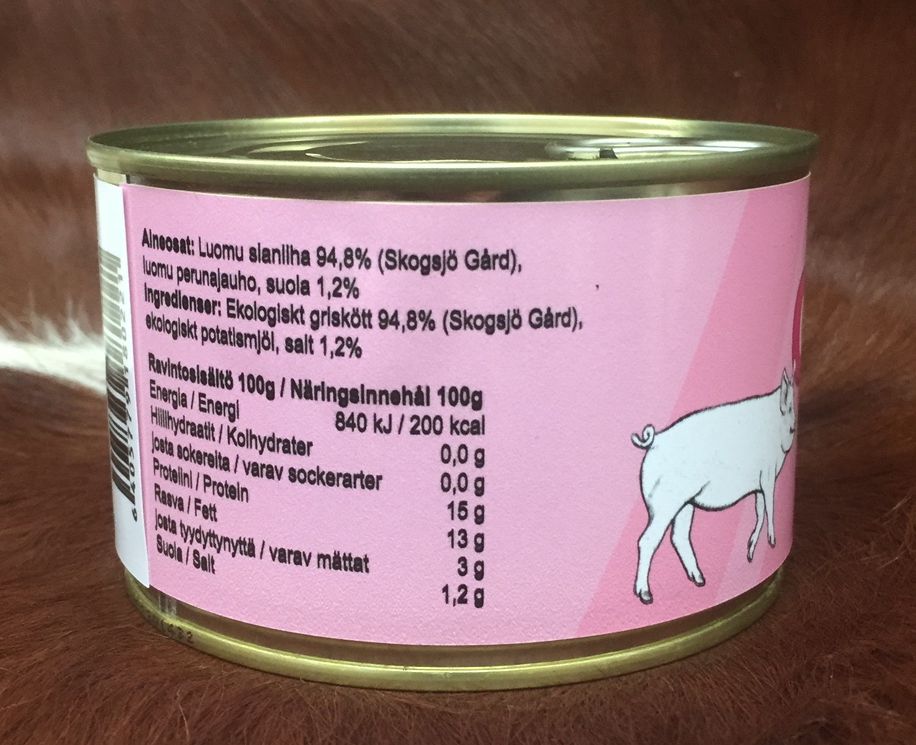 Aineosat: Luomu sianliha 94,8% (Skogsjö Gård),
luomu perunajauho, suola 1,2%
Ingredienser: Ekologiskt griskött 94,8% (Skogsjö Gård),
ekologiskt potatismjöl, salt 1,2%
Ravintosisältö 100g / Näringsinnehål 100g
Energia / Energi 840 kJ / 200 kcal
Hiilihydraatit / Kolhydrater 0,0 g
josta sokereita / varav sockerarter 0,0 g
Proteiini / Protein 15 g
Rasva / Fett 13 g
josta tyydyttynyttä / varav mättat 3 g
Suola / Salt 1,2 g